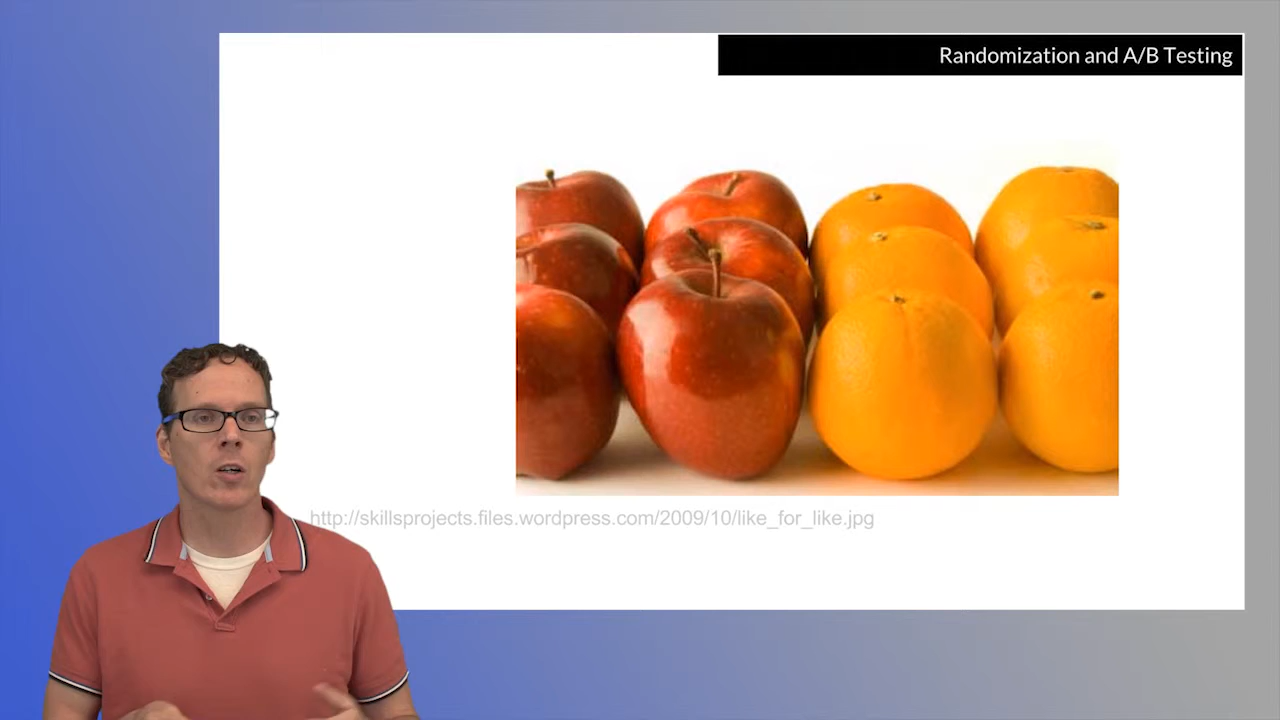 Randomization and A/B Testing
http://skillsprojects.files.wordpress.com/2009/10/like_for_like.jpg